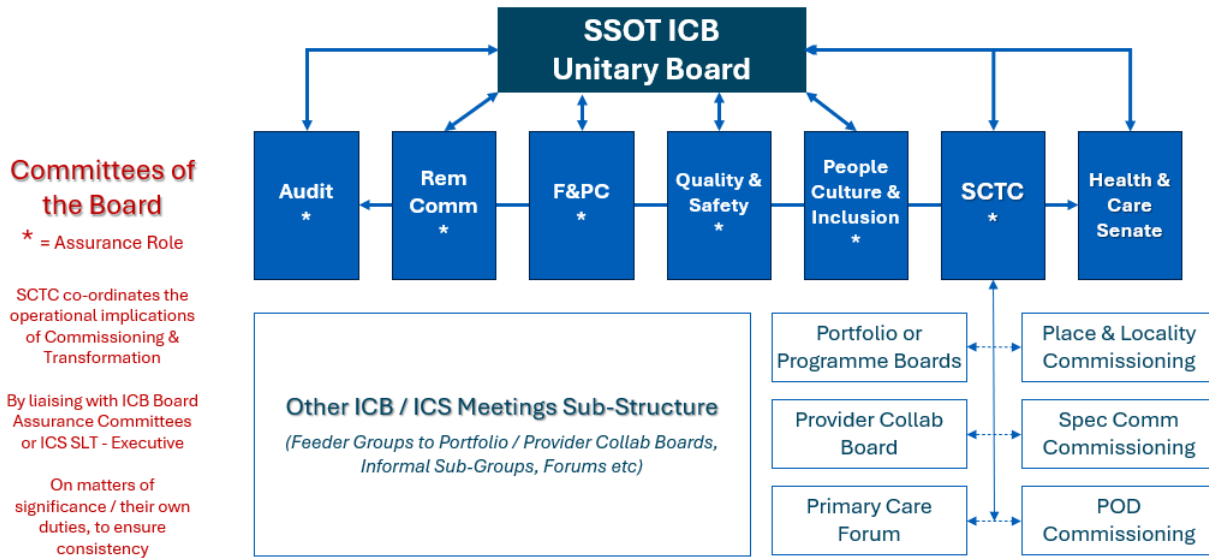 SSOT ICB
Unitary Board
Committees of
the Board
* = Assurance Role
SCTC co-ordinates the
operational implications
of Commissioning &
Transformation
By liaising with ICB Board
Assurance Committees
or ICS SLT - Executive
On matters of
significance / their own
duties, to ensure
consistency
Audit
*
Rem
Comm
*
F&PC
*
Quality &
Safety
*
People
Culture &
Inclusion
*
SCTC
*
Health &
Care
Senate
Other ICB / ICS Meetings Sub-Structure
(Feeder Groups to Portfolio / Provider Collab Boards,
Informal Sub-Groups, Forums etc)
Portfolio or
Programme Boards
Place & Locality
Commissioning
Provider Collab
Board
Spec Comm
Commissioning
Primary Care
Forum
POD
Commissioning